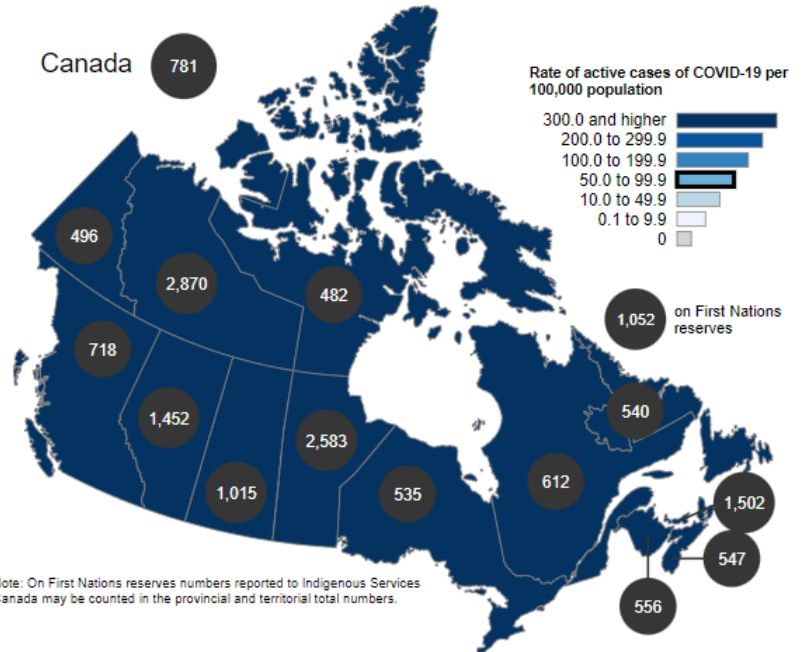 Canada
781
Rate of active cases of COVID-19 per
100,000 population
300.0 and higher
200.0 to 299.9
100.0 to 199.9
50.0 to 99.9
10.0 to 49.9
0.1 to 9.9
0
496
2,870
482
1,052
on First Nations
reserves
718
1,452
540
2,583
1,015
535
612
1,502
547
556
ote: On First Nations reserves numbers reported to Indigenous Services
anada may be counted in the provincial and territorial total numbers.